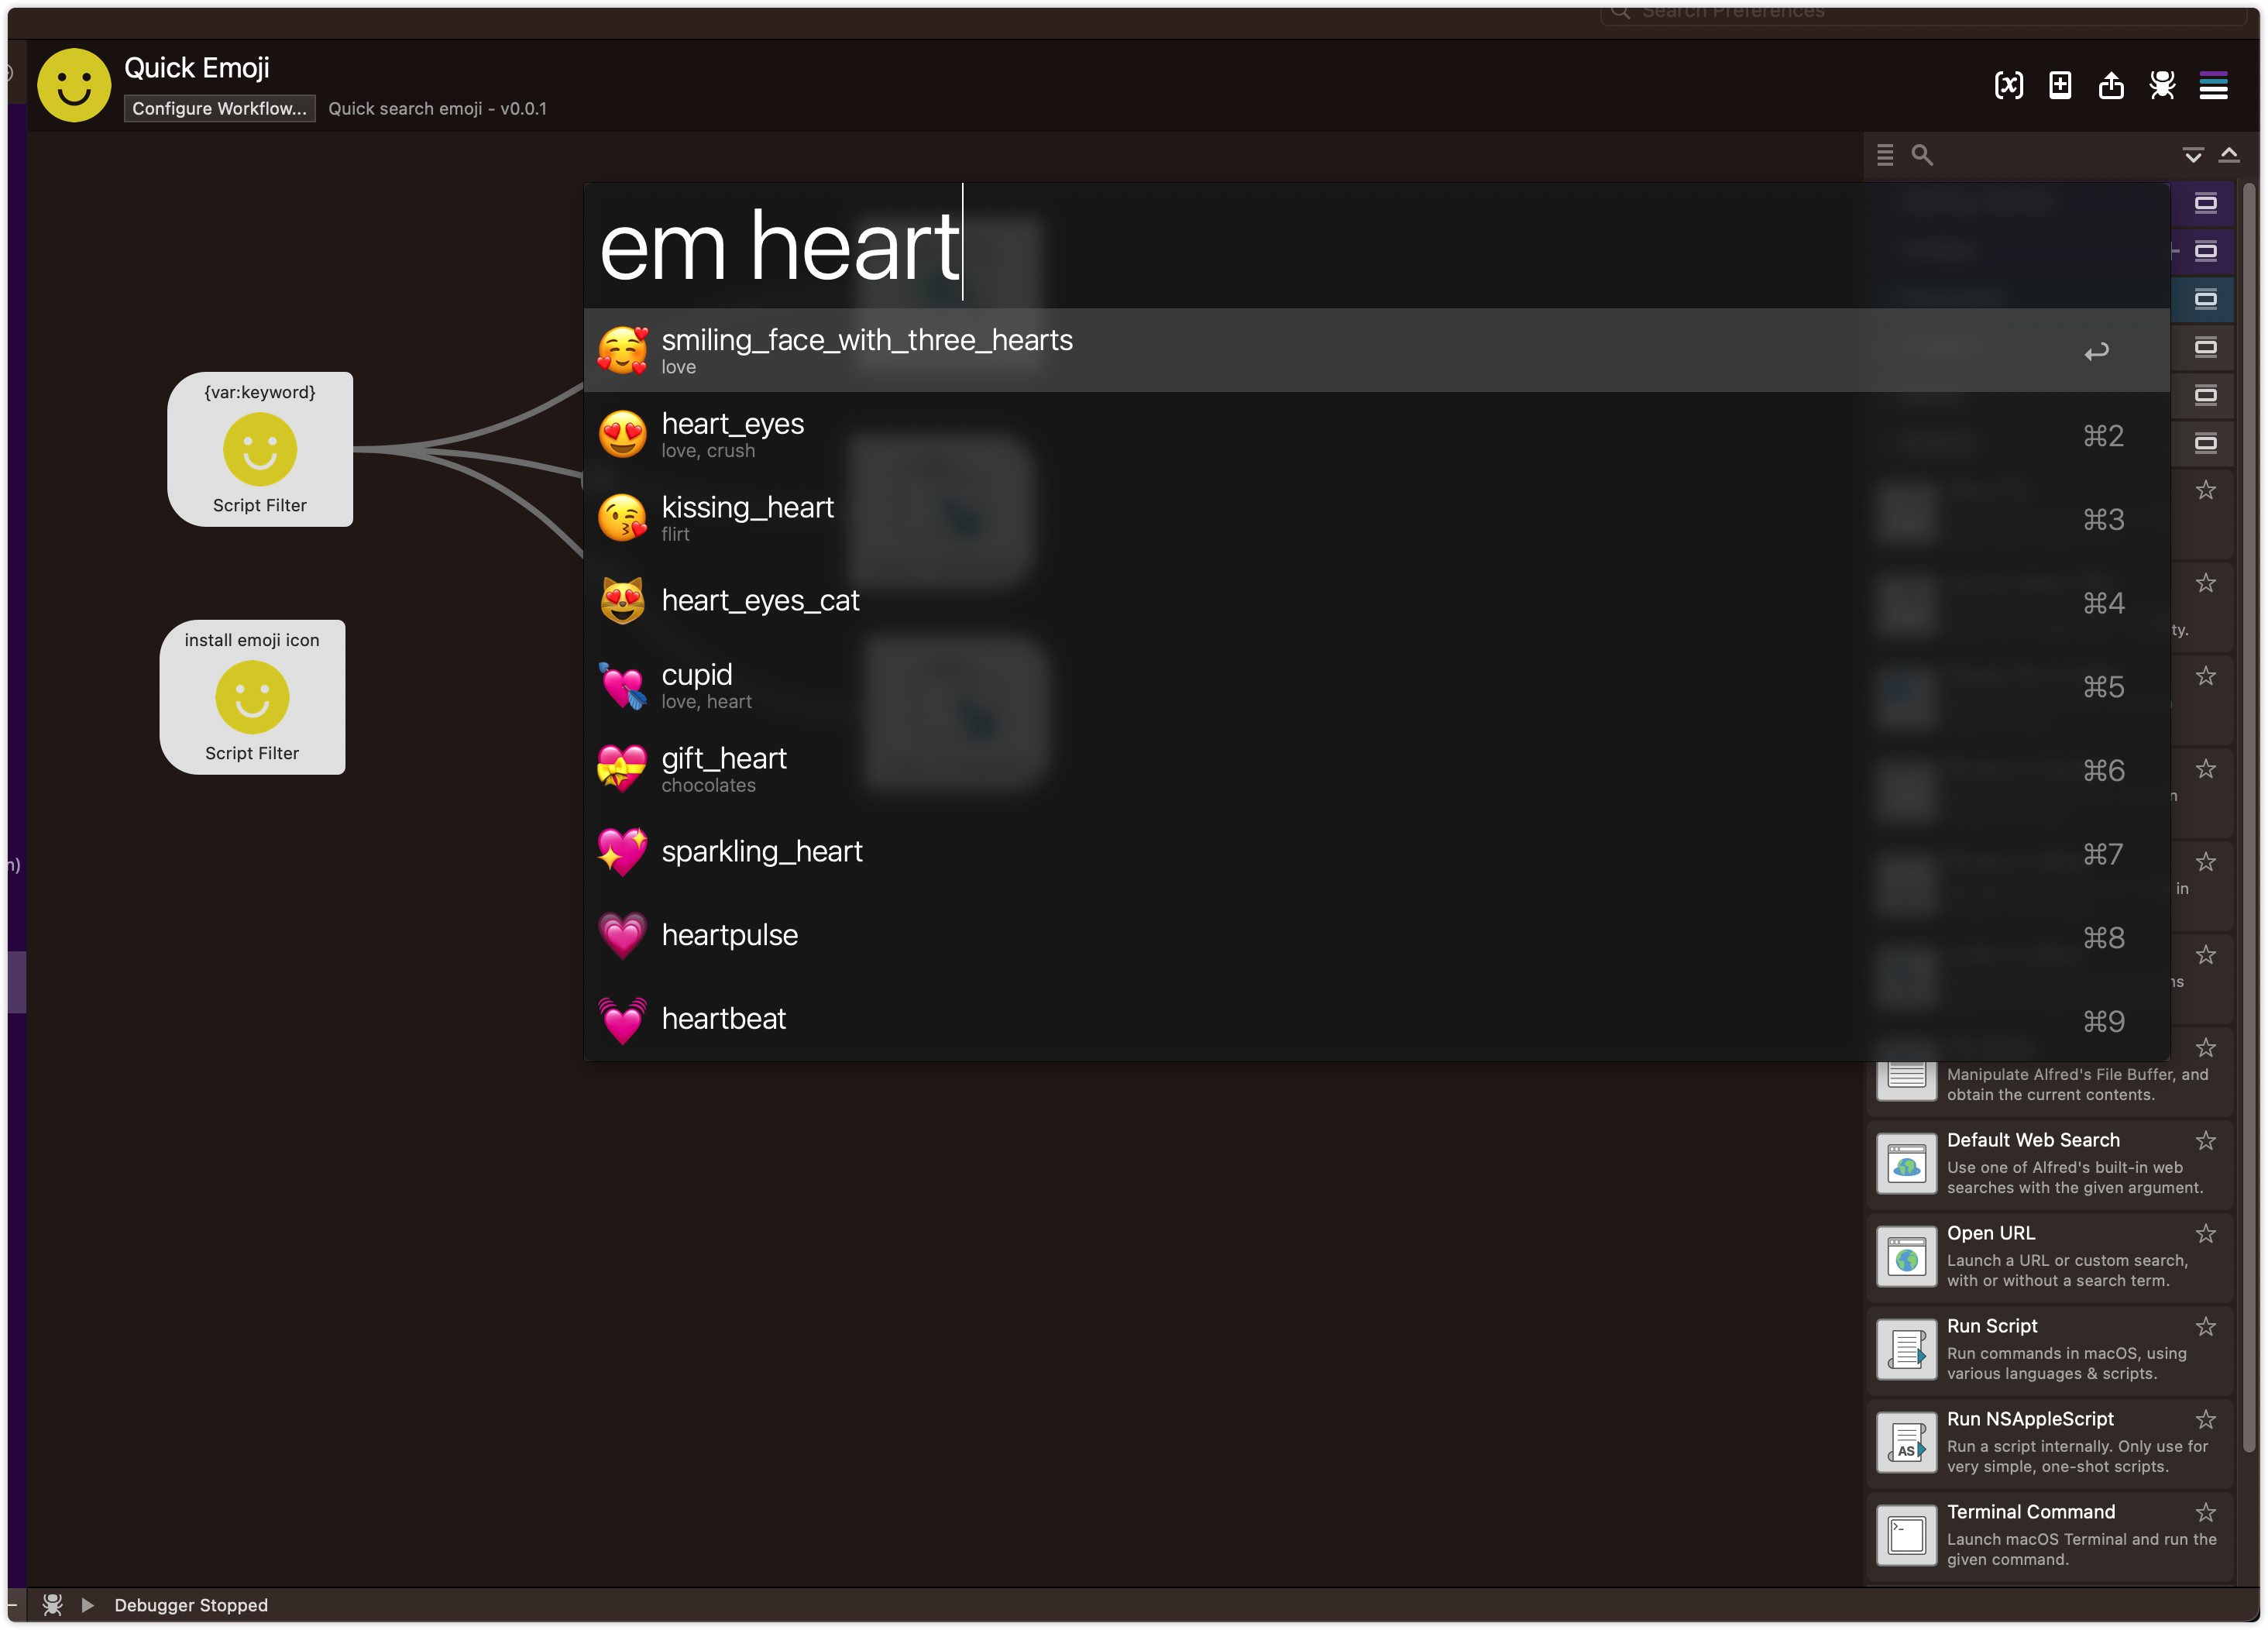 Search Preferences
Quick Emoji
Configure Workflow...
Quick search emoji - v0.0.1
em heart
smiling_face_with_three_hearts
love
heart_eyes
love, crush
⌘2
kissing_heart
flirt
⌘3
heart_eyes_cat
⌘4
cupid
love, heart
⌘5
gift_heart
chocolates
⌘6
sparkling_heart
⌘7
heartpulse
⌘8
heartbeat
⌘9
{var:keyword}
Script Filter
install emoji icon
Script Filter
n)
ty.
n
in
ns
Manipulate Alfred's File Buffer, and
obtain the current contents.
Default Web Search
Use one of Alfred's built-in web
searches with the given argument.
Open URL
Launch a URL or custom search,
with or without a search term.
Run Script
Run commands in macOS, using
various languages & scripts.
Run NSAppleScript
AS
Run a script internally. Only use for
very simple, one-shot scripts.
Terminal Command
Launch macOS Terminal and run the
given command.
Debugger Stopped